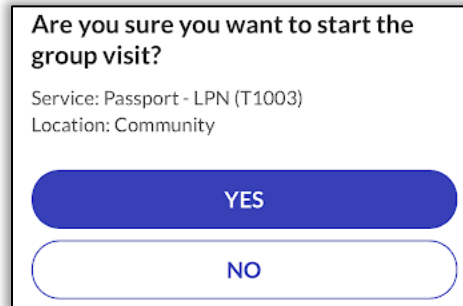 Are you sure you want to start the
group visit?
Service: Passport - LPN (T1003)
Location: Community
YES
NO